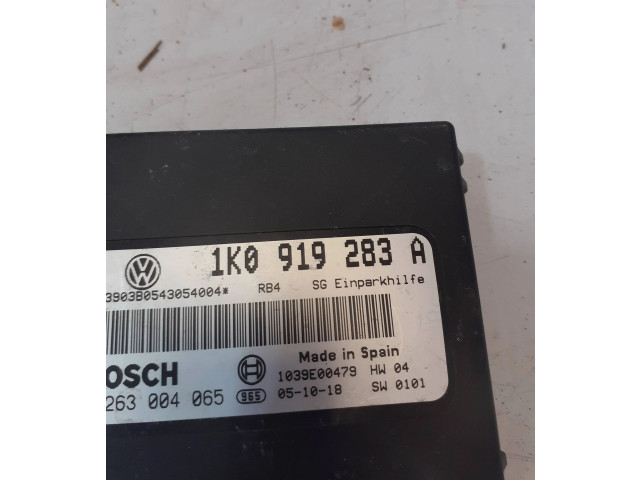 1K0 919 283 A
3903B0543054004* RB4 SG Einparkhilfe
Made in Spain
OSCH 1039E00479 HW 04
263 004 065 965 05-10-18 SW 0101